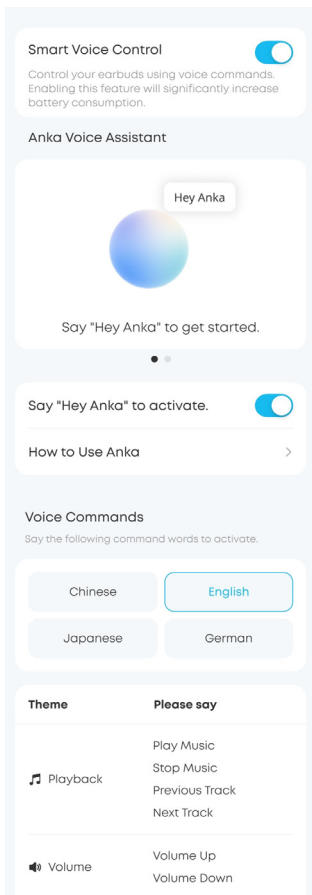 Smart Voice Control
Control your earbuds using voice commands.
Enabling this feature will significantly increase
battery consumption.
Anka Voice Assistant
Hey Anka
Say "Hey Anka" to get started.
Say "Hey Anka" to activate.
How to Use Anka
Voice Commands
Say the following command words to activate.
Chinese
English
Japanese
German
Theme
Please say
Playback
Play Music
Stop Music
Previous Track
Next Track
Volume
Volume Up
Volume Down